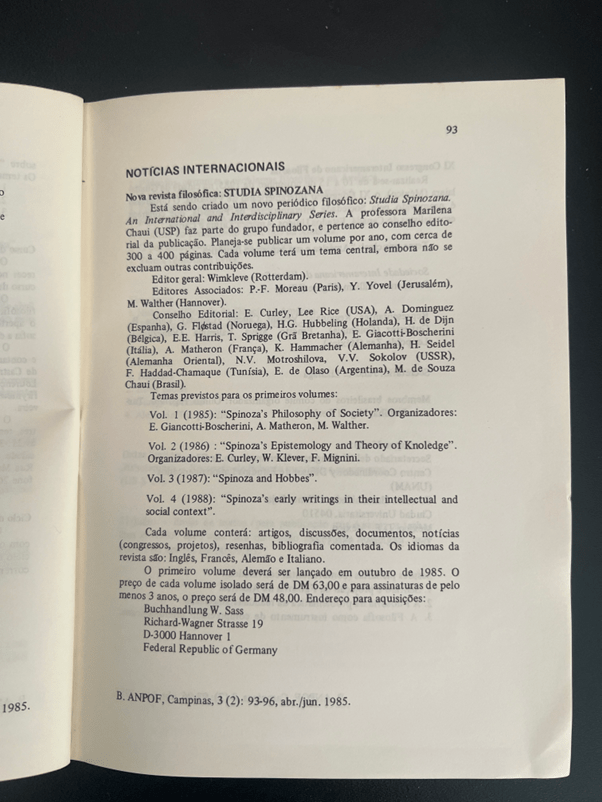 93
NOTÍCIAS INTERNACIONAIS
Nova revista filosófica: STUDIA SPINOZANA
Está sendo criado um novo periódico filosófico: Studia Spinozana.
An International and Interdisciplinary Series. A professora Marilena
Chaui (USP) faz parte do grupo fundador, e pertence ao conselho edito-
rial da publicação. Planeja-se publicar um volume por ano, com cerca de
300 a 400 páginas. Cada volume terá um tema central, embora não se
excluam outras contribuições.
Editor geral: Wimkleve (Rotterdam).
Editores Associados: P.-F. Moreau (Paris), Y. Yovel (Jerusalém),
M. Walther (Hannover).
Conselho Editorial: E. Curley, Lee Rice (USA), A. Dominguez
(Espanha), G. Fløstad (Noruega), H.G. Hubbeling (Holanda), H. de Dijn
(Bélgica), E.E. Harris, T. Sprigge (Grã Bretanha), E. Giacotti-Boscherini
(Itália), A. Matheron (França), K. Hammacher (Alemanha), H. Seidel
(Alemanha Oriental), N.V. Motroshilova, V.V. Sokolov (USSR),
F. Haddad-Chamaque (Tunísia), E. de Olaso (Argentina), M. de Souza
Chaui (Brasil).
Temas previstos para os primeiros volumes:
Vol. 1 (1985): “Spinoza’s Philosophy of Society”. Organizadores:
E. Giancotti-Boscherini, A. Matheron, M. Walther.
Vol. 2 (1986) : “Spinoza’s Epistemology and Theory of Knoledge”.
Organizadores: E. Curley, W. Klever, F. Mignini.
Vol. 3 (1987): “Spinoza and Hobbes”.
Vol. 4 (1988): “Spinoza’s early writings in their intellectual and
social context”.
Cada volume conterá: artigos, discussões, documentos, notícias
(congressos, projetos), resenhas, bibliografia comentada. Os idiomas da
revista são: Inglês, Francês, Alemão e Italiano.
O primeiro volume deverá ser lançado em outubro de 1985. O
preço de cada volume isolado será de DM 63,00 e para assinaturas de pelo
menos 3 anos, o preço será de DM 48,00. Endereço para aquisições:
Buchhandlung W. Sass
Richard-Wagner Strasse 19
D-3000 Hannover 1
Federal Republic of Germany
B. ANPOF, Campinas, 3 (2): 93-96, abr./jun. 1985.
1985.